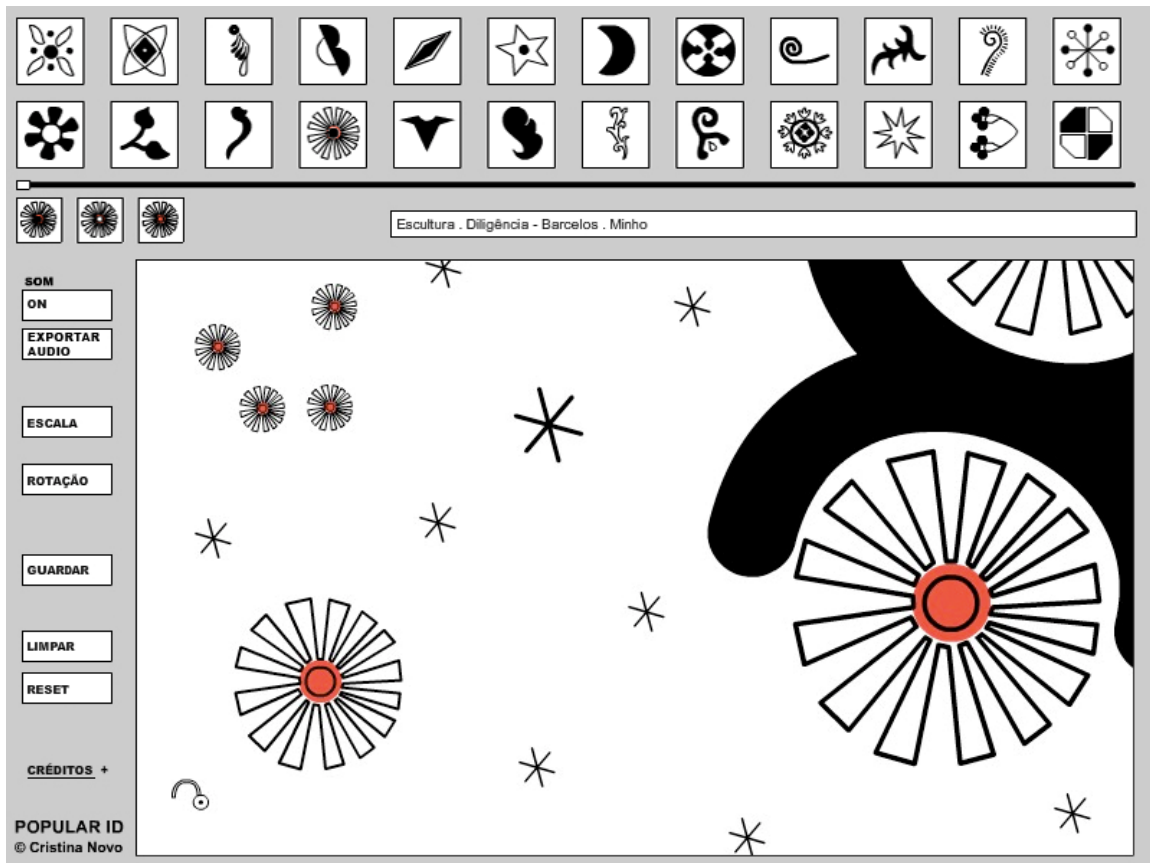 Escultura . Diligência - Barcelos . Minho
SOM
ON
EXPORTAR
AUDIO
ESCALA
ROTAÇÃO
GUARDAR
LIMPAR
RESET
CRÉDITOS +
POPULAR ID
© Cristina Novo